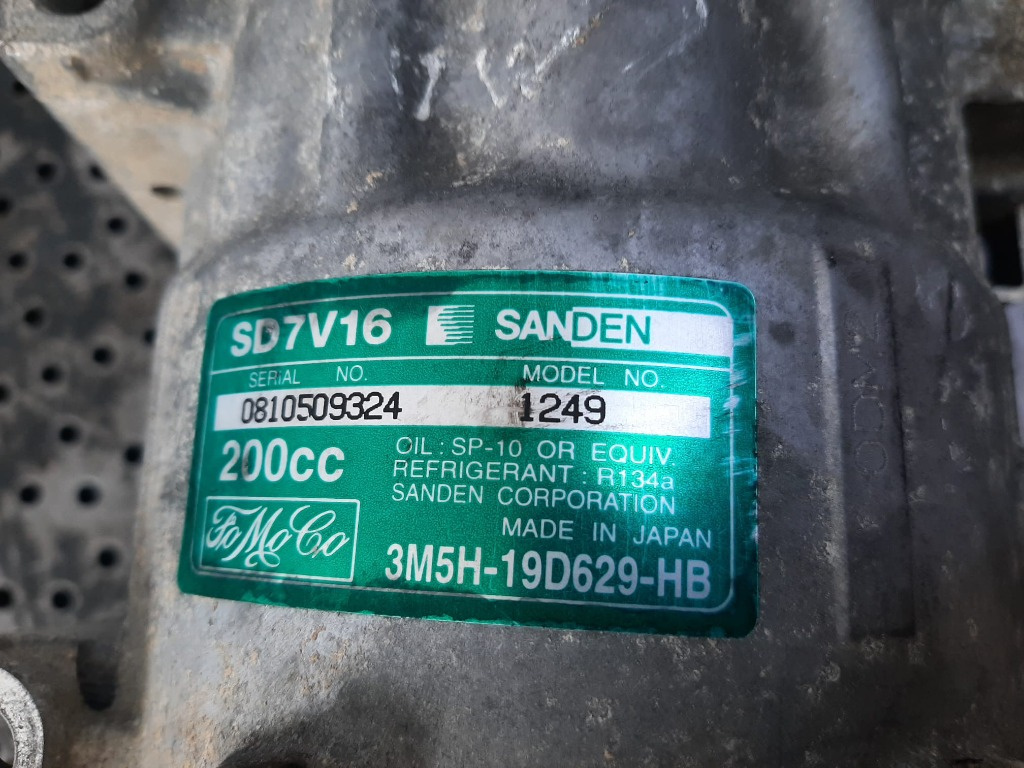 SD7V16 SANDEN
SERIAL NO. MODEL NO.
0810509324 1249
200cc
OIL : SP-10 OR EQUIV.
REFRIGERANT : R134a
SANDEN CORPORATION
MADE IN JAPAN
FoMoCo
3M5H-19D629-HB